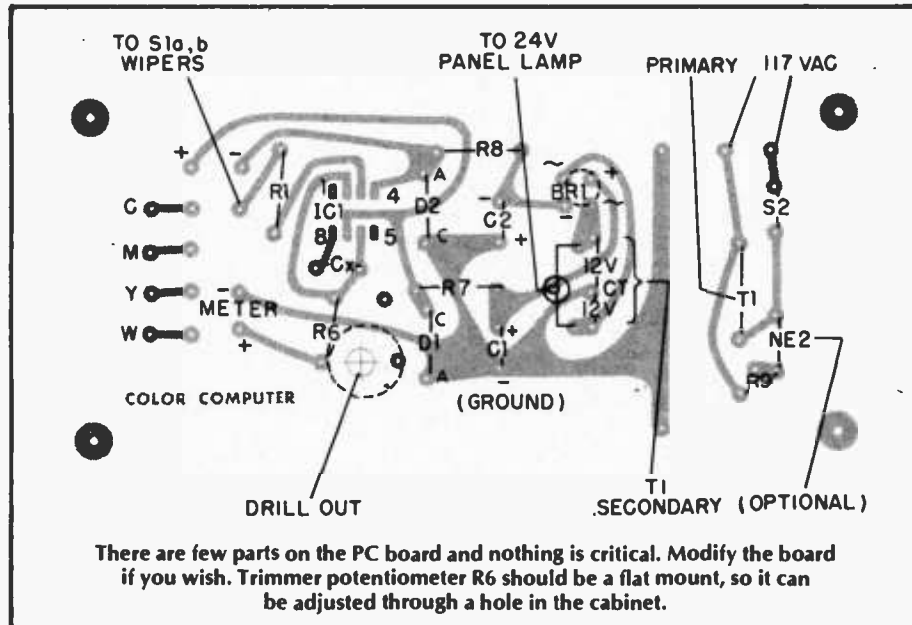 TO S1a,b
WIPERS
TO 24V
PANEL LAMP
PRIMARY
117 VAC
+
-
R1
R8
A
1
4
IC1
D2
8
5
C
C2
-
+
~
+
BR1
-
~
S2
G
M
Y
W
Cx
-
METER
+
R6
R7
C
D1
A
+
C1
-
12V
CT
12V
T1
NE2
R9
COLOR COMPUTER
(GROUND)
DRILL OUT
T1
SECONDARY
(OPTIONAL)
There are few parts on the PC board and nothing is critical. Modify the board
if you wish. Trimmer potentiometer R6 should be a flat mount, so it can
be adjusted through a hole in the cabinet.